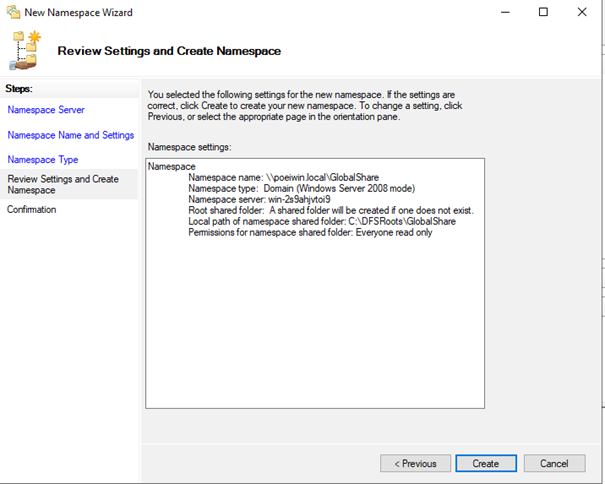 New Namespace Wizard
Review Settings and Create Namespace
Steps:
Namespace Server
Namespace Name and Settings
Namespace Type
Review Settings and Create
Namespace
Confirmation
You selected the following settings for the new namespace. If the settings are
correct, click Create to create your new namespace. To change a setting, click
Previous, or select the appropriate page in the orientation pane.
Namespace settings:
Namespace
Namespace name: \\poeiwin.local\GlobalShare
Namespace type: Domain (Windows Server 2008 mode)
Namespace server: win-2s9ahjvtoi9
Root shared folder: A shared folder will be created if one does not exist.
Local path of namespace shared folder: C:\DFSRoots\GlobalShare
Permissions for namespace shared folder: Everyone read only
< Previous
Create
Cancel